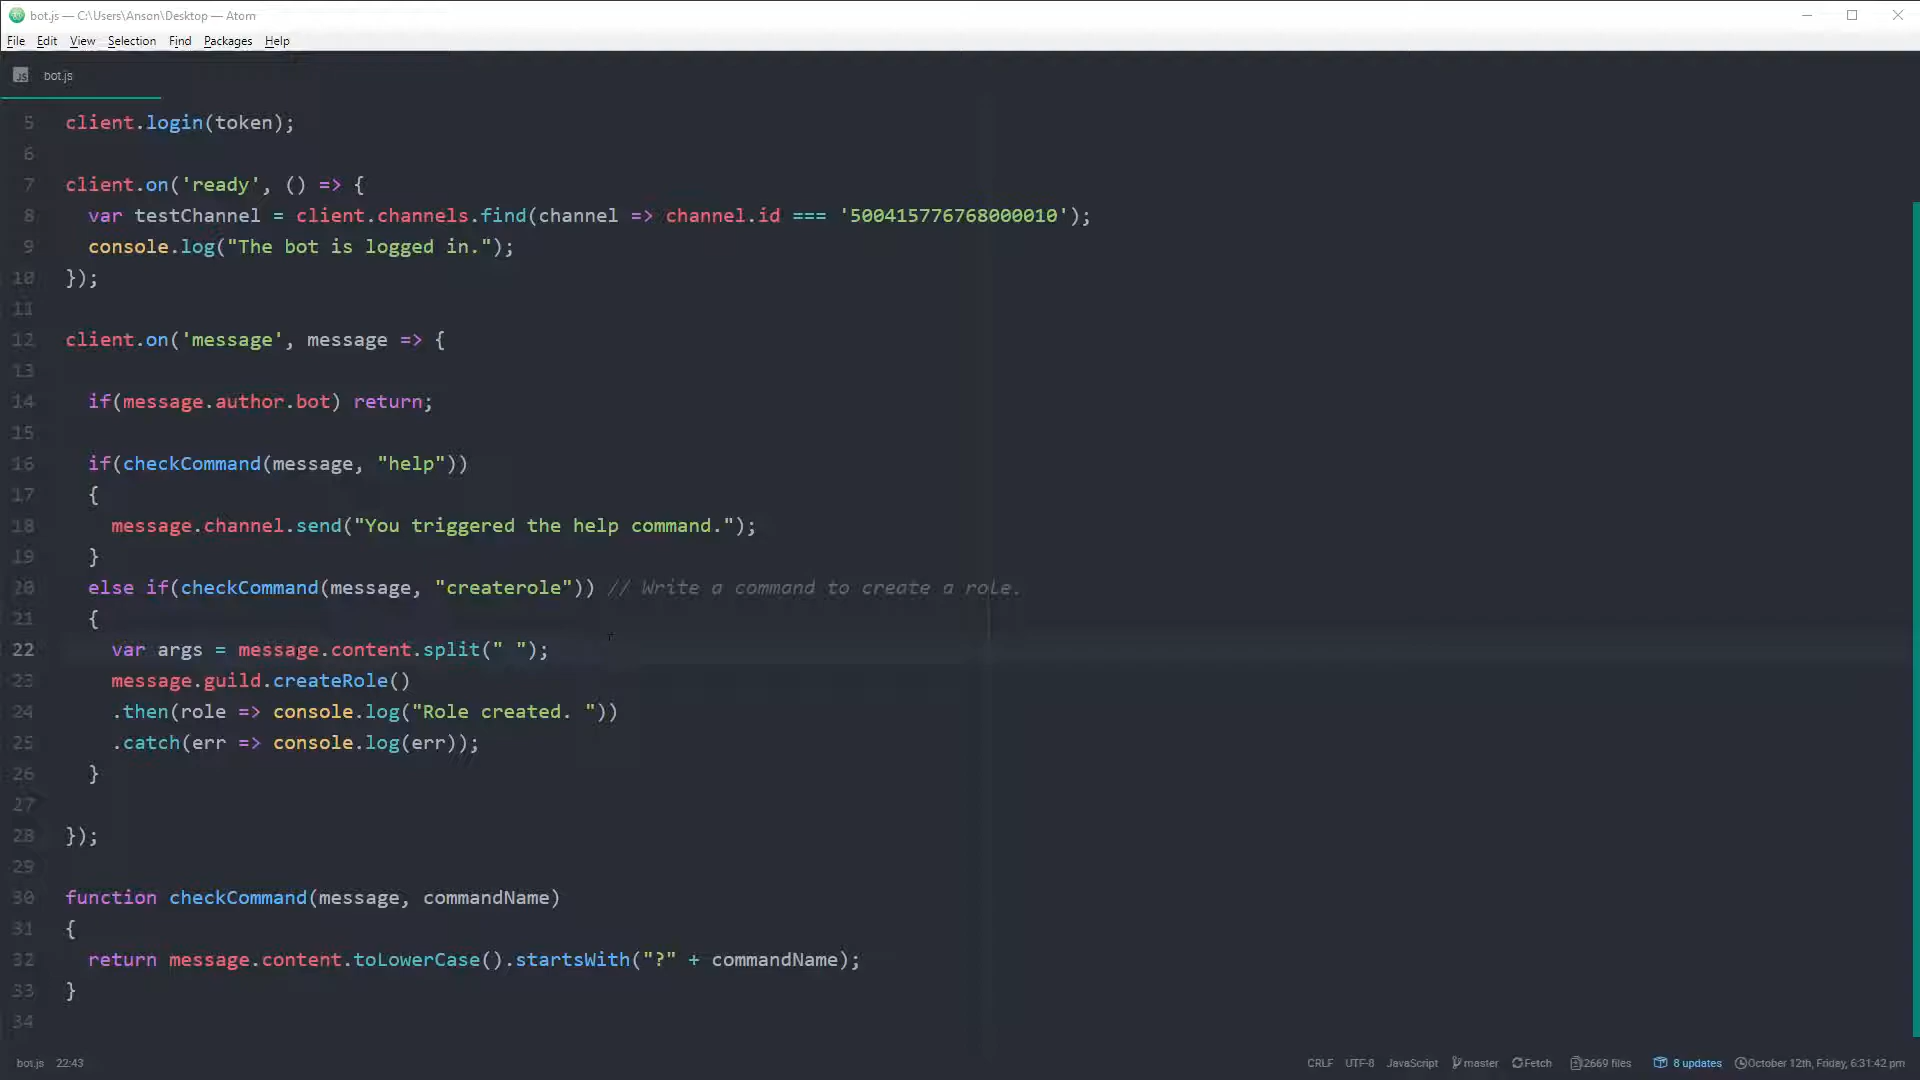 bot.js — C:\Users\Anson\Desktop — Atom
File Edit View Selection Find Packages Help
JS bot.js
5 client.login(token);
6
7 client.on('ready', () => {
8 var testChannel = client.channels.find(channel => channel.id === '500415776768000010');
9 console.log("The bot is logged in.");
10 });
11
12 client.on('message', message => {
13
14 if(message.author.bot) return;
15
16 if(checkCommand(message, "help"))
17 {
18 message.channel.send("You triggered the help command.");
19 }
20 else if(checkCommand(message, "createrole")) // Write a command to create a role.
21 {
22 var args = message.content.split(" ");
23 message.guild.createRole()
24 .then(role => console.log("Role created. "))
25 .catch(err => console.log(err));
26 }
27
28 });
29
30 function checkCommand(message, commandName)
31 {
32 return message.content.toLowerCase().startsWith("?" + commandName);
33 }
34
bot.js 22:43 CRLF UTF-8 JavaScript master Fetch 2669 files 8 updates October 12th, Friday, 6:31:42 pm